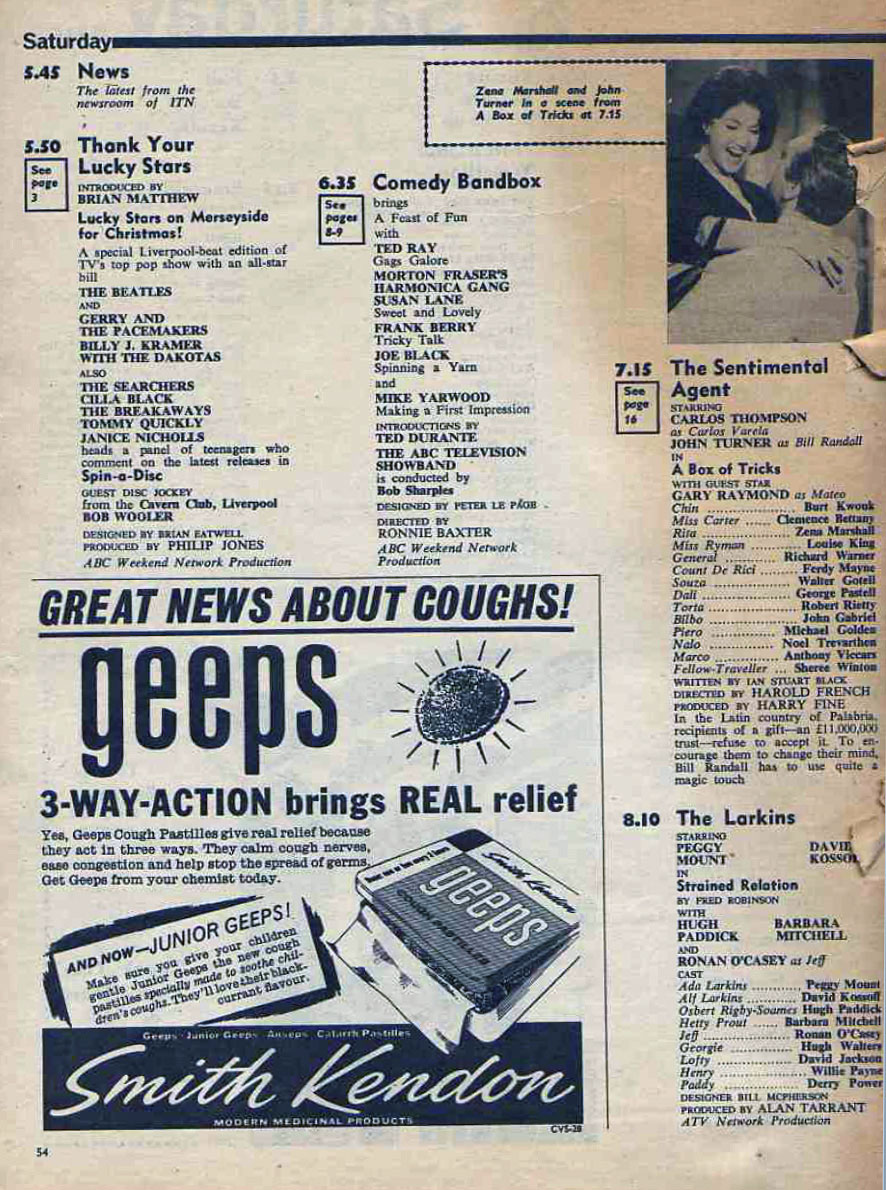 Saturday
5.45 News
The latest from the
newsroom of ITN
5.50 Thank Your
Lucky Stars
See
page
3
INTRODUCED BY
BRIAN MATTHEW
Lucky Stars on Merseyside
for Christmas!
A special Liverpool-beat edition of
TV's top pop show with an all-star
bill
THE BEATLES
AND
GERRY AND
THE PACEMAKERS
BILLY J. KRAMER
WITH THE DAKOTAS
ALSO
THE SEARCHERS
CILLA BLACK
THE BREAKAWAYS
TOMMY QUICKLY
JANICE NICHOLLS
heads a panel of teenagers who
comment on the latest releases in
Spin-a-Disc
GUEST DISC JOCKEY
from the Cavern Club, Liverpool
BOB WOOLER
DESIGNED BY BRIAN EATWELL
PRODUCED BY PHILIP JONES
ABC Weekend Network Production
6.35 Comedy Bandbox
See
pages
8-9
brings
A Feast of Fun
with
TED RAY
Gags Galore
MORTON FRASER'S
HARMONICA GANG
SUSAN LANE
Sweet and Lovely
FRANK BERRY
Tricky Talk
JOE BLACK
Spinning a Yarn
and
MIKE YARWOOD
Making a First Impression
INTRODUCTIONS BY
TED DURANTE
THE ABC TELEVISION
SHOWBAND
is conducted by
Bob Sharples
DESIGNED BY PETER LE PAGE
DIRECTED BY
RONNIE BAXTER
ABC Weekend Network
Production
Zena Marshall and John
Turner in a scene from
A Box of Tricks at 7.15
7.15 The Sentimental
Agent
See
page
16
STARRING
CARLOS THOMPSON
as Carlos Varela
JOHN TURNER as Bill Randall
IN
A Box of Tricks
WITH GUEST STAR
GARY RAYMOND as Mateo
Chin ............ Burt Kwouk
Miss Carter ...... Clemence Bettany
Rita ............ Zena Marshall
Miss Ryman .......... Louise King
General .......... Richard Warner
Count De Rici ........ Ferdy Mayne
Souza ............ Walter Gotell
Dali ............ George Pastell
Torta ............ Robert Rietty
Bilbo ............ John Gabriel
Piero ............ Michael Golden
Nalo ............ Noel Trevarthen
Marco ............ Anthony Viccars
Fellow-Traveller ... Sheree Winton
WRITTEN BY IAN STUART BLACK
DIRECTED BY HAROLD FRENCH
PRODUCED BY HARRY FINE
In the Latin country of Palabria,
recipients of a gift—an £11,000,000
trust—refuse to accept it. To en-
courage them to change their mind,
Bill Randall has to use quite a
magic touch
8.10 The Larkins
STARRING
PEGGY DAVID
MOUNT KOSSOFF
IN
Strained Relation
BY FRED ROBINSON
WITH
HUGH BARBARA
PADDICK MITCHELL
AND
RONAN O'CASEY as Jeff
CAST
Ada Larkins ............ Peggy Mount
Alf Larkins ............ David Kossoff
Osbert Rigby-Soames Hugh Paddick
Hetty Prout ...... Barbara Mitchell
Jeff ............ Ronan O'Casey
Georgie ............ Hugh Walters
Lofty ............ David Jackson
Henry ............ Willie Payne
Paddy ............ Derry Power
DESIGNER BILL MCPHERSON
PRODUCED BY ALAN TARRANT
ATV Network Production
GREAT NEWS ABOUT COUGHS!
geeps
3-WAY-ACTION brings REAL relief
Yes, Geeps Cough Pastilles give real relief because
they act in three ways. They calm cough nerves,
ease congestion and help stop the spread of germs.
Get Geeps from your chemist today.
AND NOW—JUNIOR GEEPS!
Make sure you give your children
gentle Junior Geeps the new cough
pastilles specially made to soothe chil-
dren's coughs. They'll love their black-
currant flavour.
Smith Kendon
geeps
COUGH PASTILLES
Geeps · Junior Geeps · Anseps · Catarrh Pastilles
Smith Kendon
MODERN MEDICINAL PRODUCTS
CVS-28
54